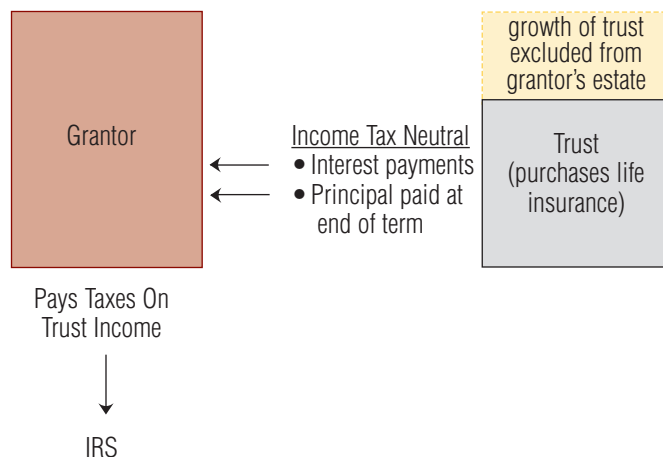 growth of trust
excluded from
grantor's estate
Grantor
Income Tax Neutral
• Interest payments
• Principal paid at
end of term
Trust
(purchases life
insurance)
Pays Taxes On
Trust Income
IRS